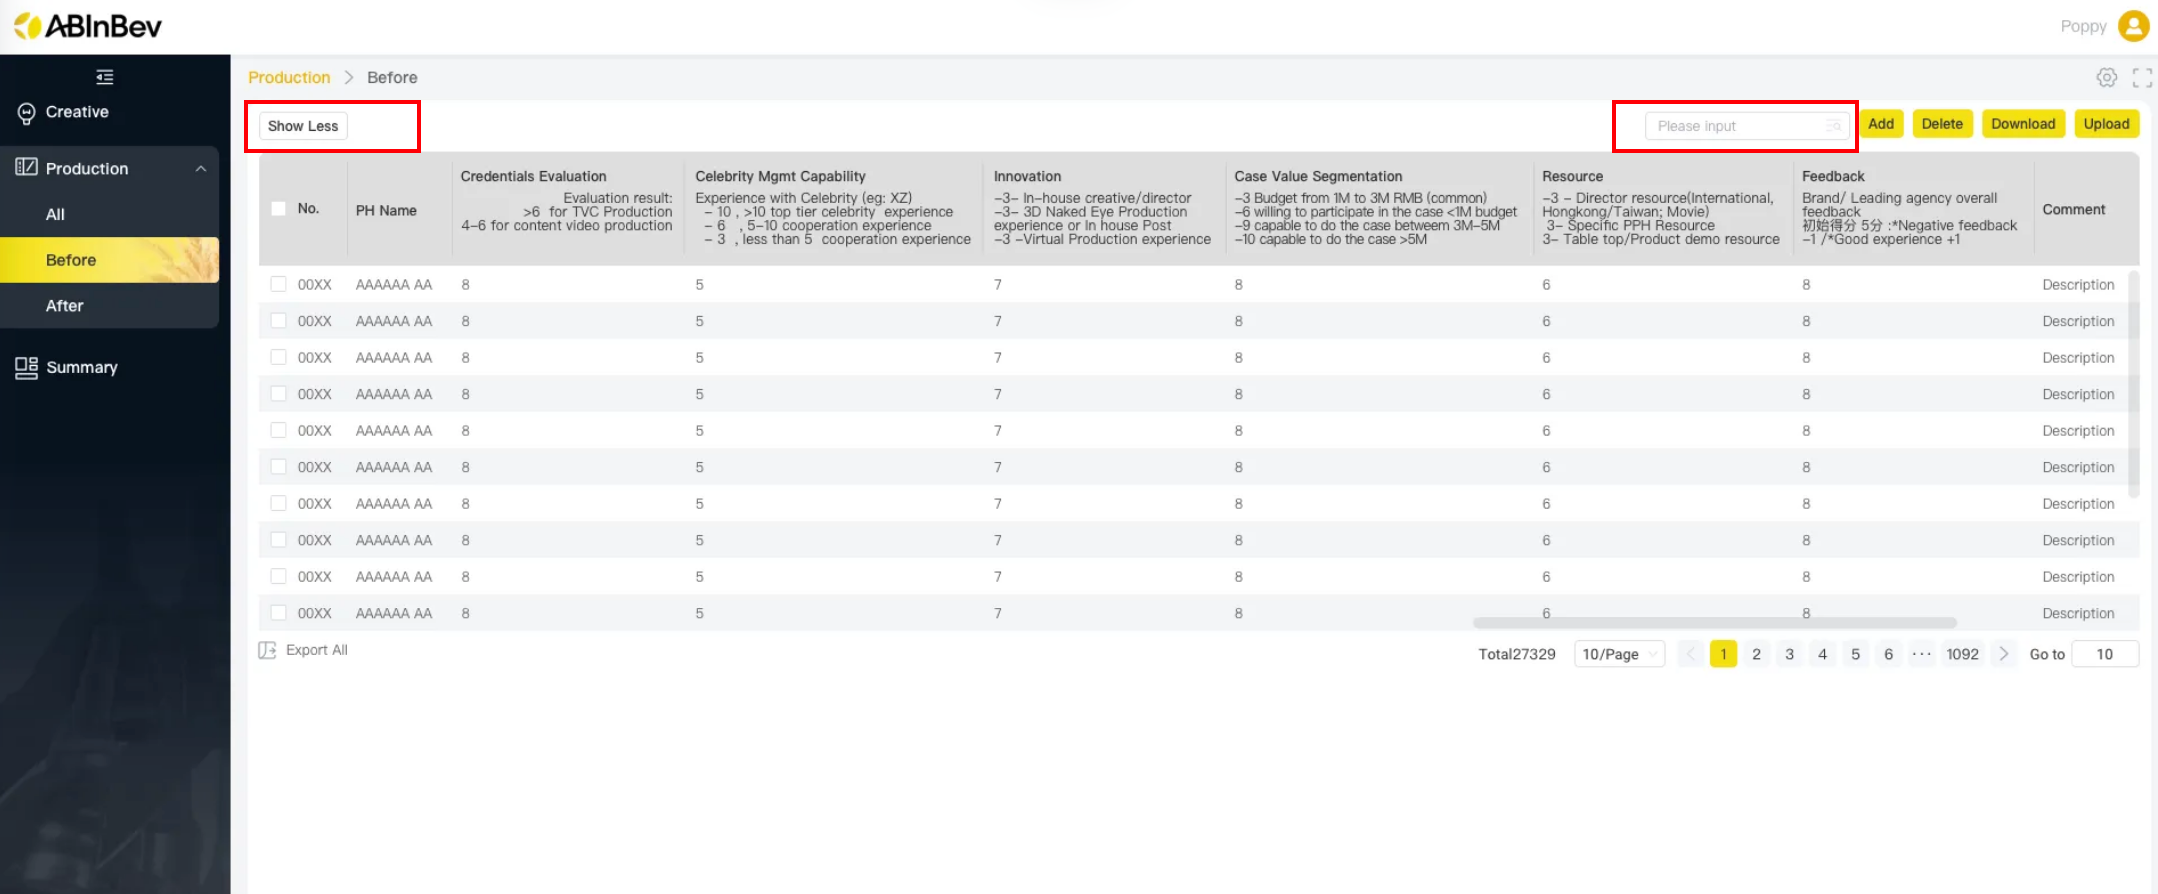 ABInBev
Poppy
Creative
Production
All
Before
After
Summary
Production > Before
Show Less
Please input
Add
Delete
Download
Upload
No.
PH Name
Credentials Evaluation
Evaluation result:
>6 for TVC Production
4-6 for content video production
Celebrity Mgmt Capability
Experience with Celebrity (eg: XZ)
- 10 , >10 top tier celebrity experience
- 6 , 5-10 cooperation experience
- 3 , less than 5 cooperation experience
Innovation
-3- In-house creative/director
-3- 3D Naked Eye Production
experience or In house Post
-3 -Virtual Production experience
Case Value Segmentation
-3 Budget from 1M to 3M RMB (common)
-6 willing to participate in the case <1M budget
-9 capable to do the case betweem 3M-5M
-10 capable to do the case >5M
Resource
-3 - Director resource(International,
Hongkong/Taiwan; Movie)
3- Specific PPH Resource
3- Table top/Product demo resource
Feedback
Brand/ Leading agency overall
feedback
初始得分 5分 :*Negative feedback
-1 /*Good experience +1
Comment
00XX AAAAAA AA 8 5 7 8 6 8 Description
00XX AAAAAA AA 8 5 7 8 6 8 Description
00XX AAAAAA AA 8 5 7 8 6 8 Description
00XX AAAAAA AA 8 5 7 8 6 8 Description
00XX AAAAAA AA 8 5 7 8 6 8 Description
00XX AAAAAA AA 8 5 7 8 6 8 Description
00XX AAAAAA AA 8 5 7 8 6 8 Description
00XX AAAAAA AA 8 5 7 8 6 8 Description
00XX AAAAAA AA 8 5 7 8 6 8 Description
00XX AAAAAA AA 8 5 7 8 6 8 Description
Export All
Total27329 10/Page < 1 2 3 4 5 6 ··· 1092 > Go to 10